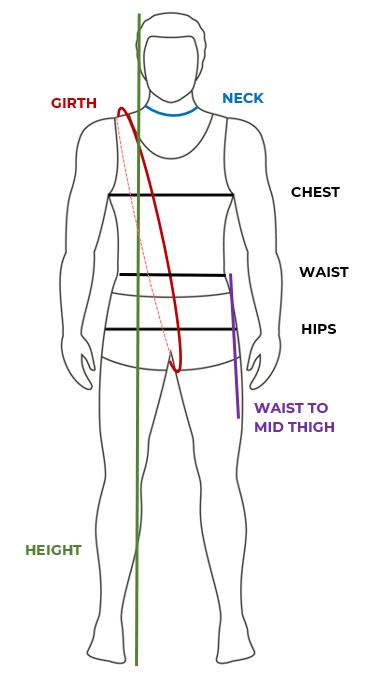 GIRTH
NECK
CHEST
WAIST
HIPS
WAIST TO
MID THIGH
HEIGHT